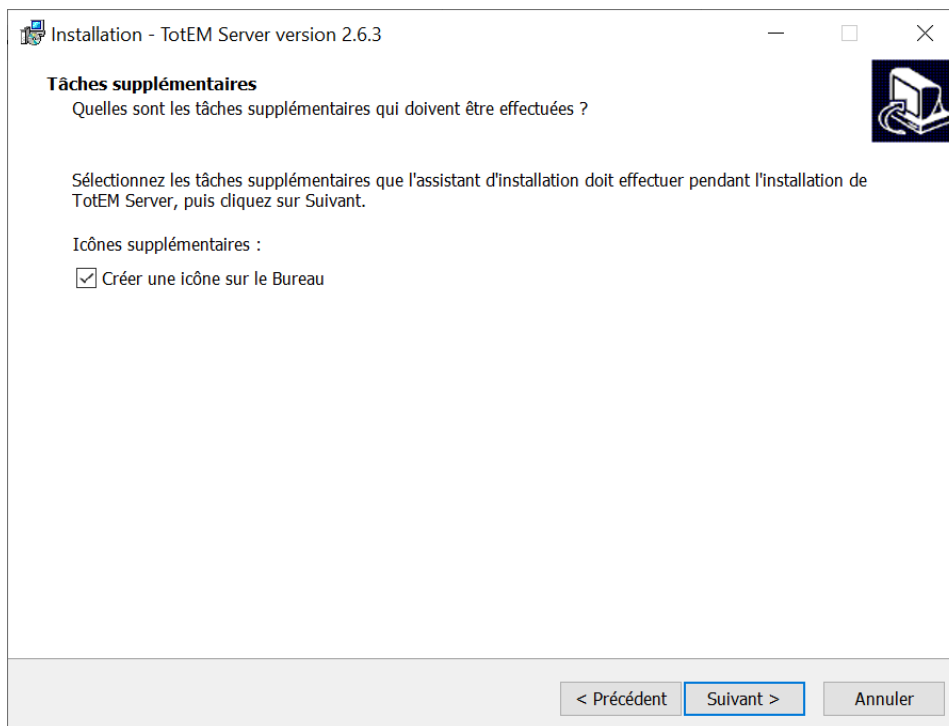 Installation - TotEM Server version 2.6.3
Tâches supplémentaires
Quelles sont les tâches supplémentaires qui doivent être effectuées ?
Sélectionnez les tâches supplémentaires que l'assistant d'installation doit effectuer pendant l'installation de
TotEM Server, puis cliquez sur Suivant.
Icônes supplémentaires :
Créer une icône sur le Bureau
< Précédent Suivant > Annuler